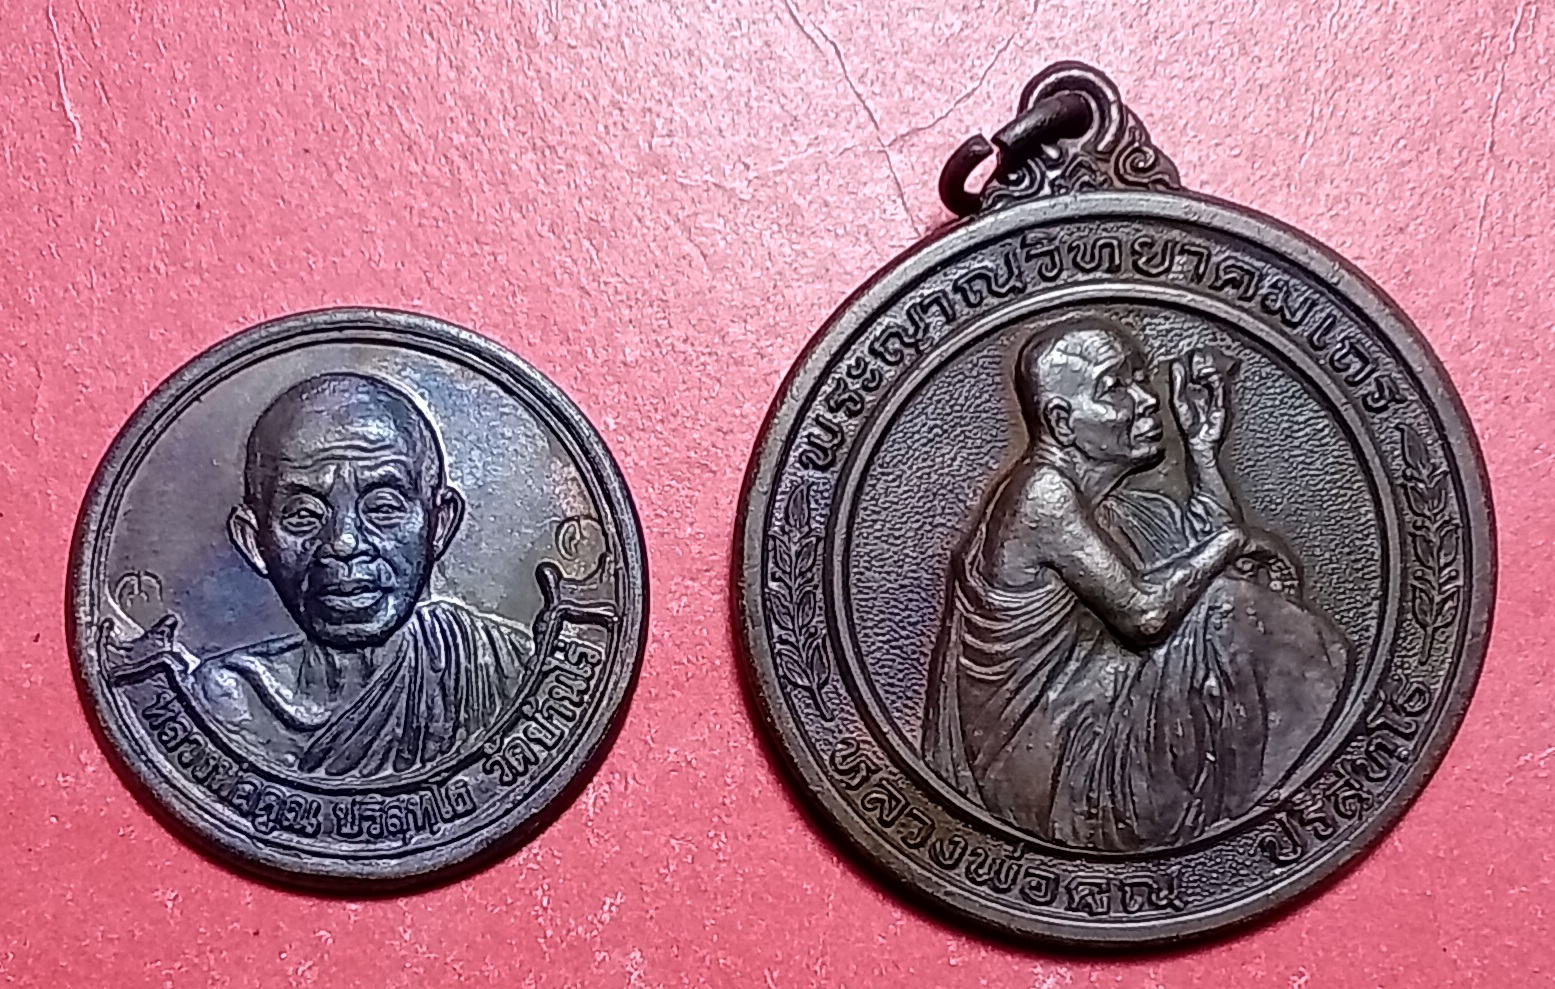 หลวงพ่อคูณ ปริสุทฺโธ วัดบ้านไร่
พระญาณวิทยาคมเถร
หลวงพ่อคูณ ปริสุทฺโธ